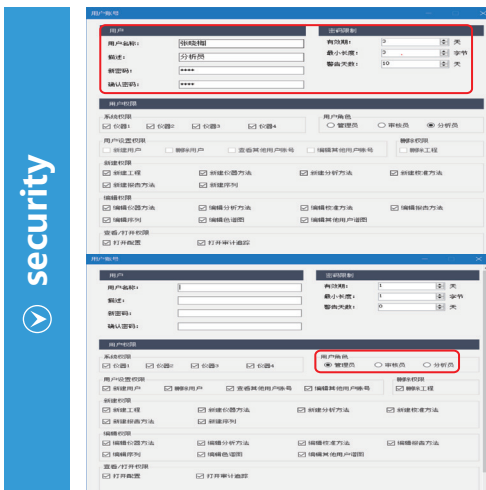 security
用户账号
用户
密码限制
用户名称: 张晓梅
有效期: 3 天
描述: 分析员
最小长度: 3 字节
新密码: ****
警告天数: 10 天
确认密码: ****
用户权限
系统权限
用户角色
仪器1 仪器2 仪器3 仪器4
管理员 审核员 分析员
用户设置权限
删除权限
新建用户 删除用户 查看其他用户账号 编辑其他用户账号 删除工程
新建权限
新建工程 新建仪器方法 新建分析方法 新建校准方法
新建报告方法 新建序列
编辑权限
编辑仪器方法 编辑分析方法 编辑校准方法 编辑报告方法
编辑序列 编辑色谱图 编辑其他用户谱图
查看/打开权限
打开配置 打开审计追踪
用户账号
用户
密码限制
用户名称:
有效期: 1 天
描述:
最小长度: 1 字节
新密码:
警告天数: 0 天
确认密码:
用户权限
系统权限
用户角色
仪器1 仪器2 仪器3 仪器4
管理员 审核员 分析员
用户设置权限
删除权限
新建用户 删除用户 查看其他用户账号 编辑其他用户账号 删除工程
新建权限
新建工程 新建仪器方法 新建分析方法 新建校准方法
新建报告方法 新建序列
编辑权限
编辑仪器方法 编辑分析方法 编辑校准方法 编辑报告方法
编辑序列 编辑色谱图 编辑其他用户谱图
查看/打开权限
打开配置 打开审计追踪